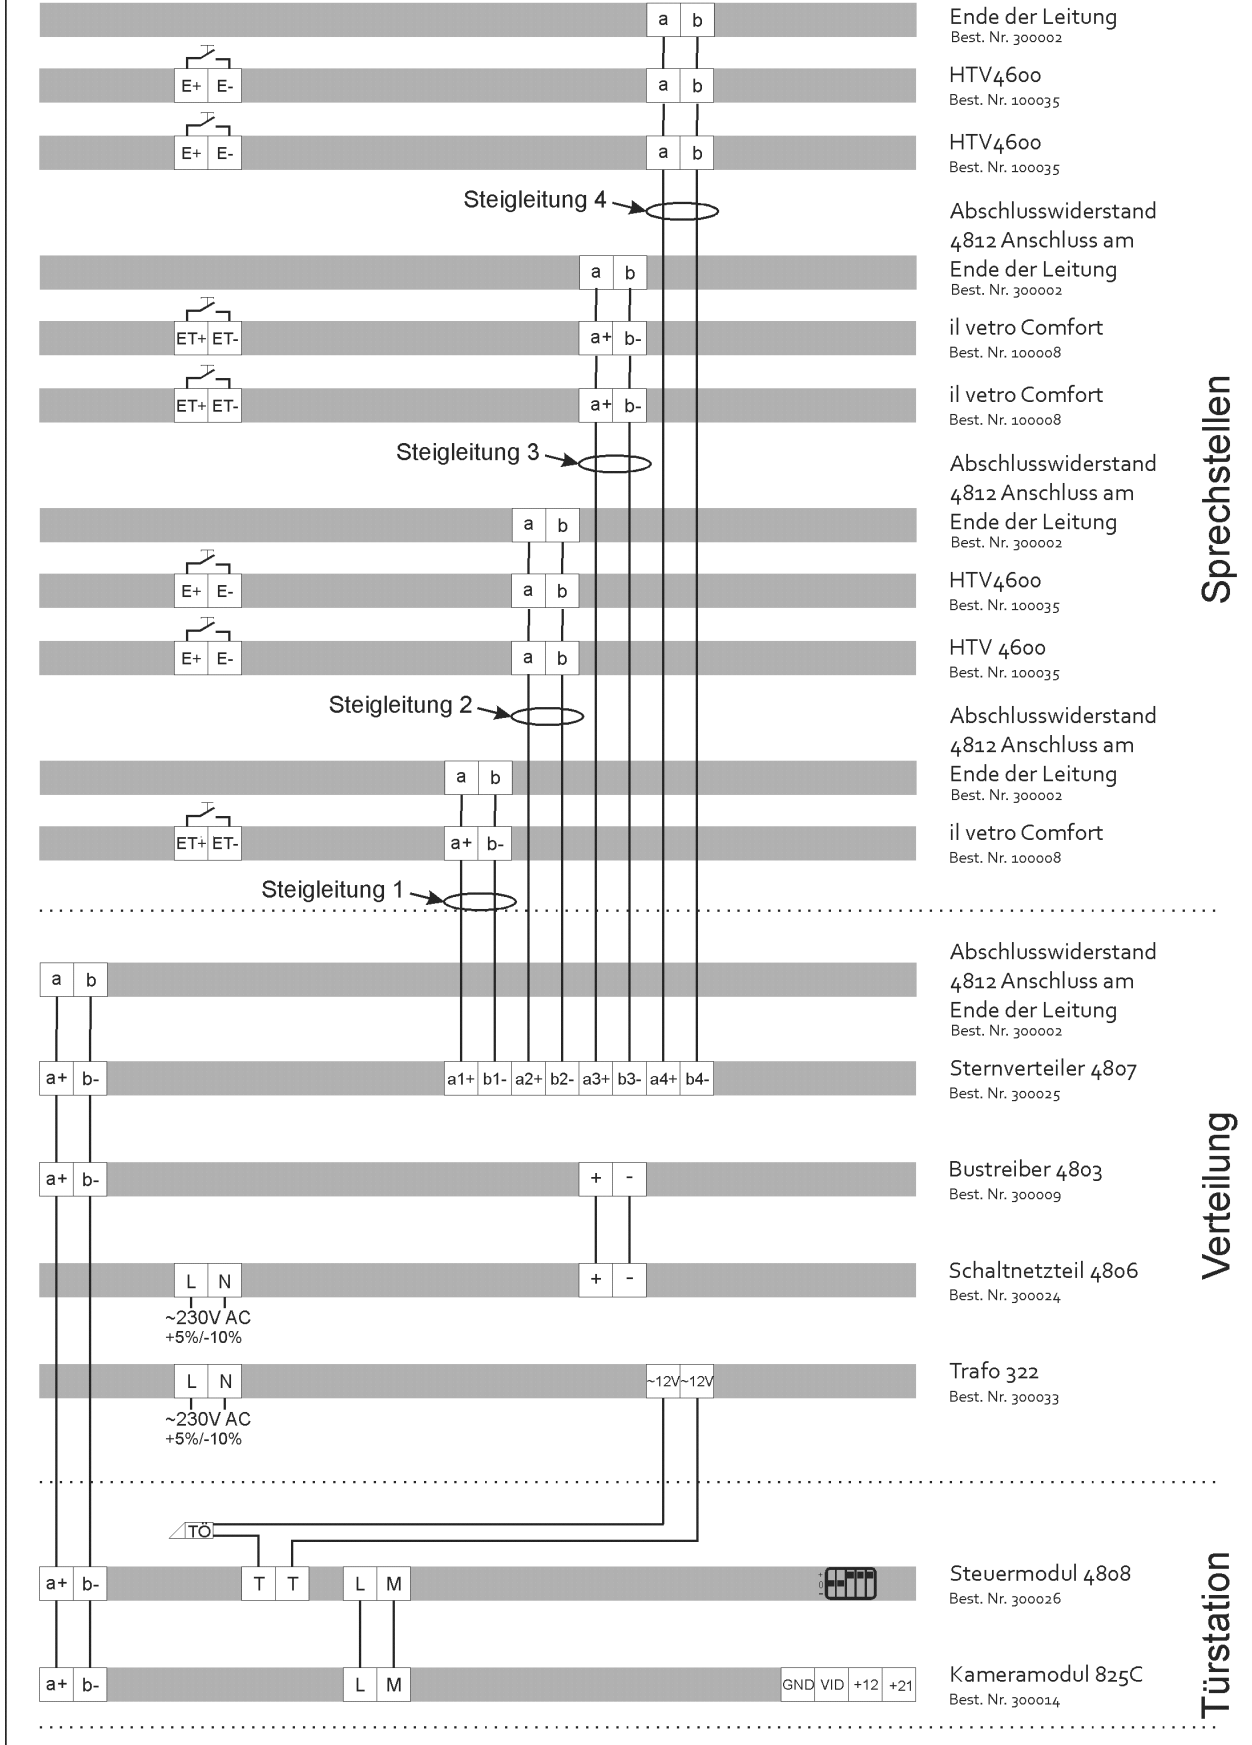 a b Ende der Leitung
Best. Nr. 300002
E+ E- a b HTV4600
Best. Nr. 100035
E+ E- a b HTV4600
Best. Nr. 100035
Steigleitung 4
Abschlusswiderstand
4812 Anschluss am
a b Ende der Leitung
Best. Nr. 300002
ET+ ET- a+ b- il vetro Comfort
Best. Nr. 100008
ET+ ET- a+ b- il vetro Comfort
Best. Nr. 100008
Steigleitung 3
Abschlusswiderstand
4812 Anschluss am
a b Ende der Leitung
Best. Nr. 300002
E+ E- a b HTV4600
Best. Nr. 100035
E+ E- a b HTV 4600
Best. Nr. 100035
Steigleitung 2
Abschlusswiderstand
4812 Anschluss am
a b Ende der Leitung
Best. Nr. 300002
ET+ ET- a+ b- il vetro Comfort
Best. Nr. 100008
Steigleitung 1
Sprechstellen
Abschlusswiderstand
a b 4812 Anschluss am
Ende der Leitung
Best. Nr. 300002
a+ b- a1+ b1- a2+ b2- a3+ b3- a4+ b4- Sternverteiler 4807
Best. Nr. 300025
a+ b- + - Bustreiber 4803
Best. Nr. 300009
L N + - Schaltnetzteil 4806
Best. Nr. 300024
~230V AC
+5%/-10%
L N ~12V ~12V Trafo 322
Best. Nr. 300033
~230V AC
+5%/-10%
Verteilung
TÖ
a+ b- T T L M + 0 - Steuermodul 4808
Best. Nr. 300026
a+ b- L M GND VID +12 +21 Kameramodul 825C
Best. Nr. 300014
Türstation